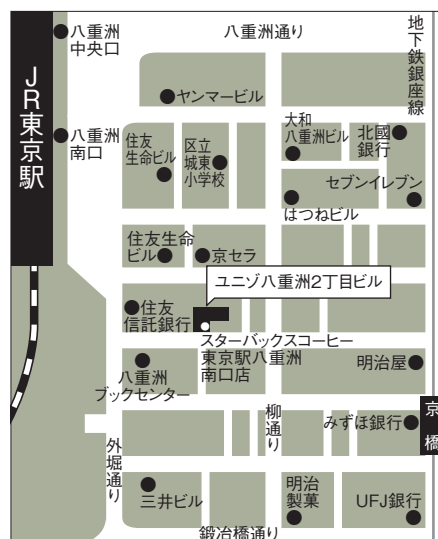 八重洲
中央口
八重洲通り
地下鉄銀座線
JR東京駅
ヤンマービル
八重洲
南口
住友
生命ビル
区立
城東
小学校
大和
八重洲ビル
北國
銀行
セブンイレブン
はつねビル
住友生命
ビル
京セラ
ユニゾ八重洲2丁目ビル
住友
信託銀行
スターバックスコーヒー
東京駅八重洲
南口店
八重洲
ブックセンター
明治屋
柳通り
みずほ銀行
京橋
外堀通り
三井ビル
明治
製菓
UFJ銀行
鍛冶橋通り